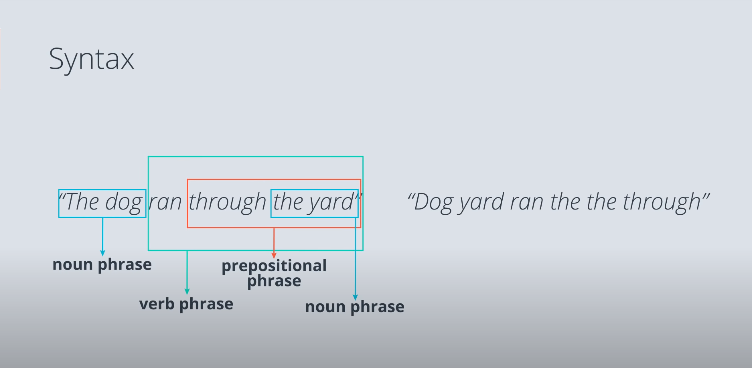 Syntax
“The dog ran through the yard” “Dog yard ran the the through”
noun phrase
prepositional
phrase
verb phrase
noun phrase